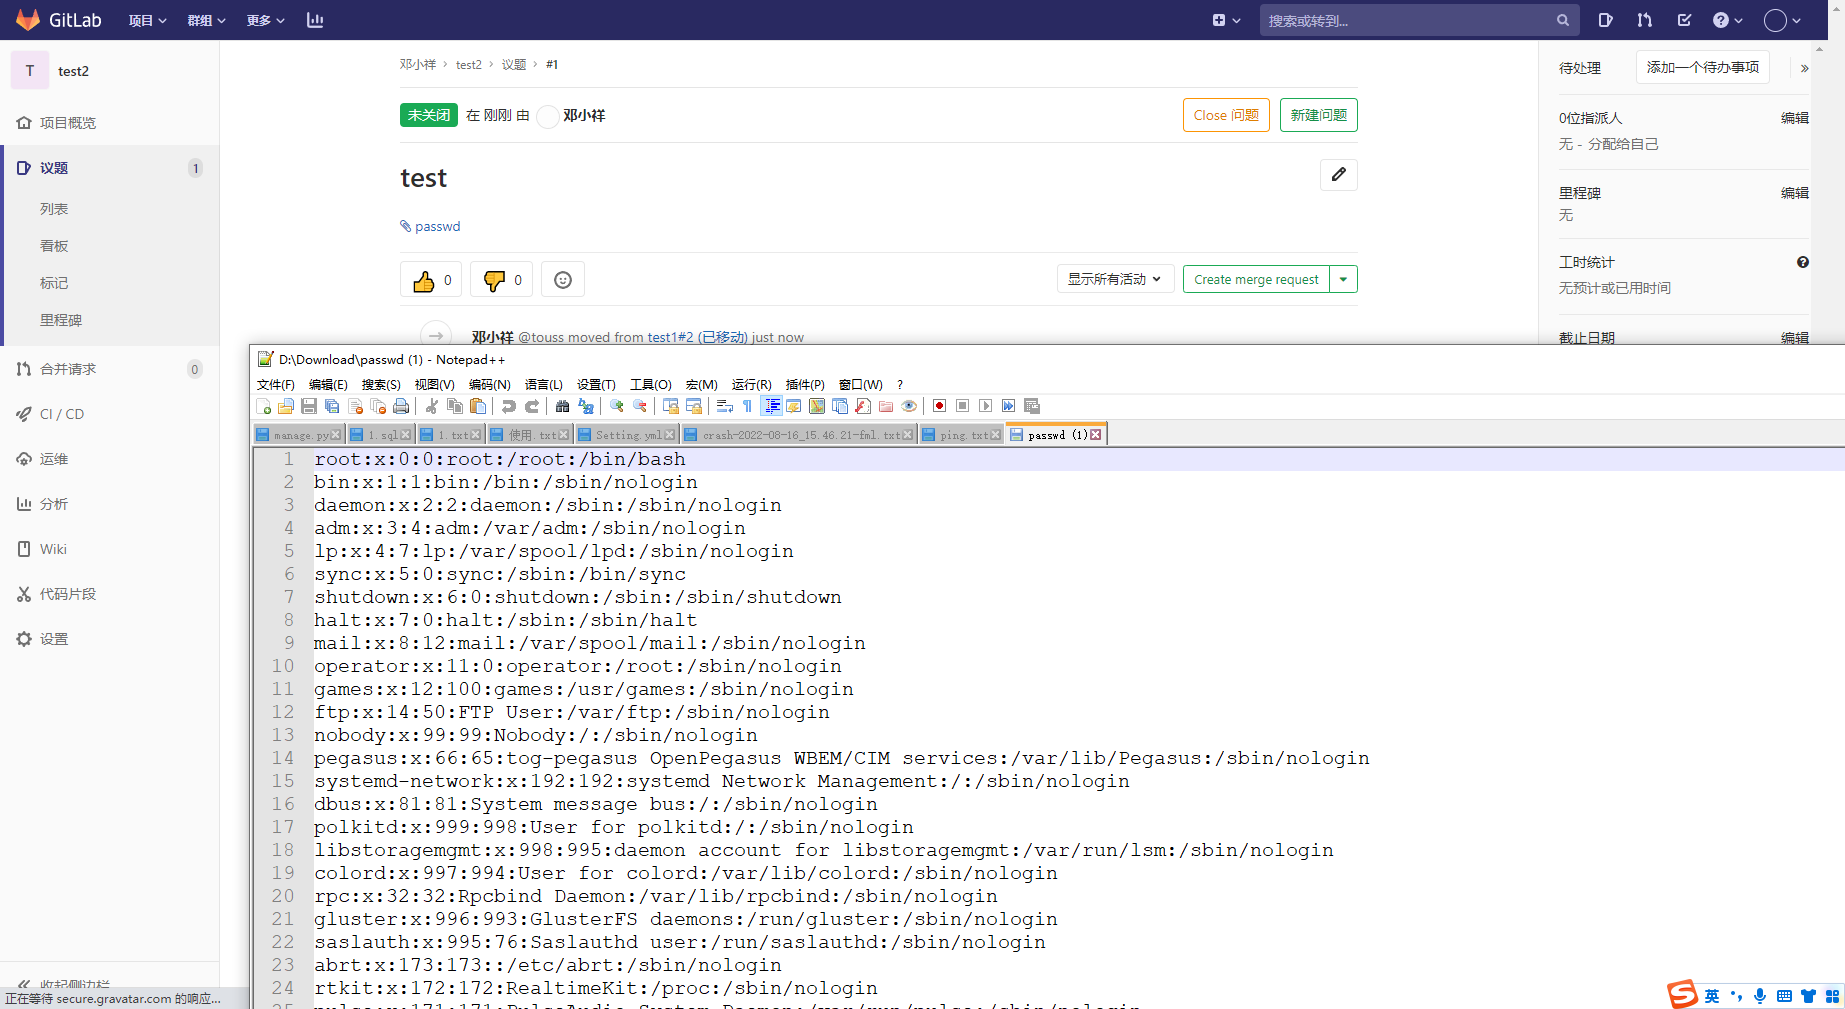 GitLab 项目 群组 更多 搜索或转到...
T test2
项目概览
议题 1
列表
看板
标记
里程碑
合并请求 0
CI / CD
运维
分析
Wiki
代码片段
设置
收起侧边栏
正在等待 secure.gravatar.com 的响应...
邓小祥 › test2 › 议题 › #1
未关闭 在 刚刚 由 邓小祥 Close 问题 新建问题
test
passwd
0 0 显示所有活动 Create merge request
邓小祥 @touss moved from test1#2 (已移动) just now
待处理 添加一个待办事项 »
0位指派人 编辑
无 - 分配给自己
里程碑 编辑
无
工时统计
无预计或已用时间
截止日期 编辑
D:\Download\passwd (1) - Notepad++
文件(F) 编辑(E) 搜索(S) 视图(V) 编码(N) 语言(L) 设置(T) 工具(O) 宏(M) 运行(R) 插件(P) 窗口(W) ?
manage.py 1.sql 1.txt 使用.txt Setting.yml crash-2022-08-16_15.46.21-fml.txt ping.txt passwd (1)
1 root:x:0:0:root:/root:/bin/bash
2 bin:x:1:1:bin:/bin:/sbin/nologin
3 daemon:x:2:2:daemon:/sbin:/sbin/nologin
4 adm:x:3:4:adm:/var/adm:/sbin/nologin
5 lp:x:4:7:lp:/var/spool/lpd:/sbin/nologin
6 sync:x:5:0:sync:/sbin:/bin/sync
7 shutdown:x:6:0:shutdown:/sbin:/sbin/shutdown
8 halt:x:7:0:halt:/sbin:/sbin/halt
9 mail:x:8:12:mail:/var/spool/mail:/sbin/nologin
10 operator:x:11:0:operator:/root:/sbin/nologin
11 games:x:12:100:games:/usr/games:/sbin/nologin
12 ftp:x:14:50:FTP User:/var/ftp:/sbin/nologin
13 nobody:x:99:99:Nobody:/:/sbin/nologin
14 pegasus:x:66:65:tog-pegasus OpenPegasus WBEM/CIM services:/var/lib/Pegasus:/sbin/nologin
15 systemd-network:x:192:192:systemd Network Management:/:/sbin/nologin
16 dbus:x:81:81:System message bus:/:/sbin/nologin
17 polkitd:x:999:998:User for polkitd:/:/sbin/nologin
18 libstoragemgmt:x:998:995:daemon account for libstoragemgmt:/var/run/lsm:/sbin/nologin
19 colord:x:997:994:User for colord:/var/lib/colord:/sbin/nologin
20 rpc:x:32:32:Rpcbind Daemon:/var/lib/rpcbind:/sbin/nologin
21 gluster:x:996:993:GlusterFS daemons:/run/gluster:/sbin/nologin
22 saslauth:x:995:76:Saslauthd user:/run/saslauthd:/sbin/nologin
23 abrt:x:173:173::/etc/abrt:/sbin/nologin
24 rtkit:x:172:172:RealtimeKit:/proc:/sbin/nologin
25 pulse:x:171:171:PulseAudio System Daemon:/var/run/pulse:/sbin/nologin
英